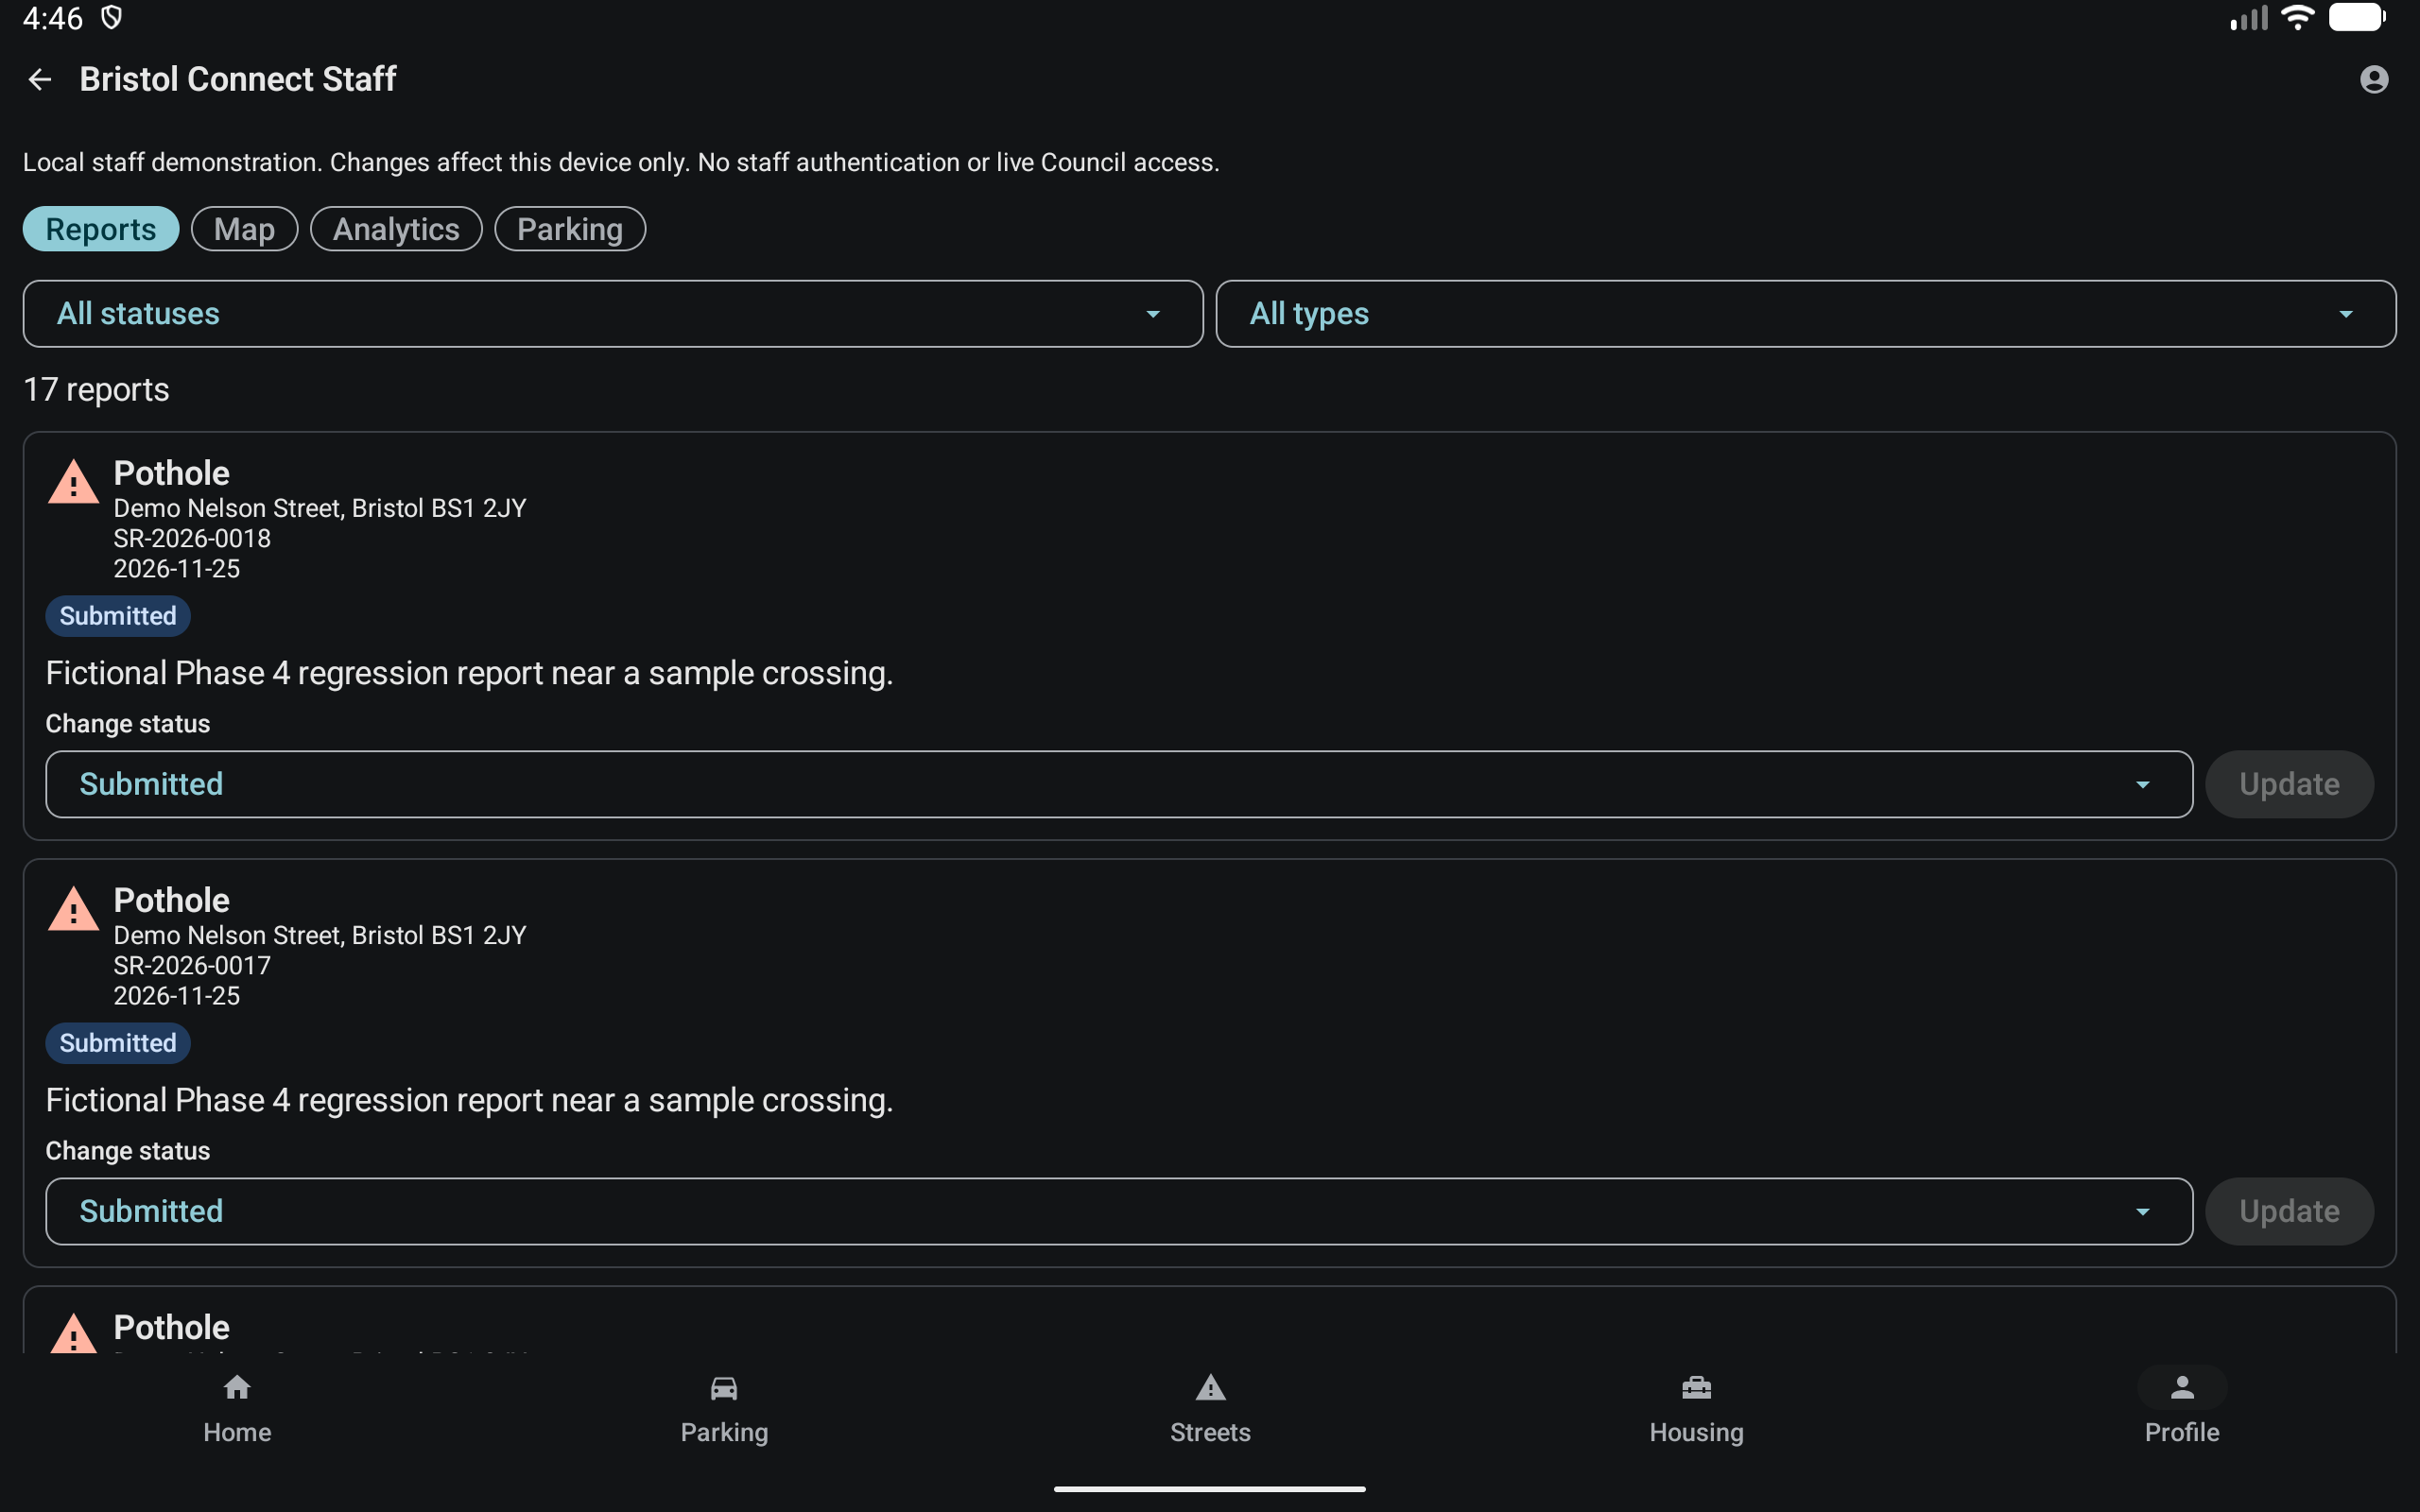 4:46
Bristol Connect Staff
Local staff demonstration. Changes affect this device only. No staff authentication or live Council access.
Reports Map Analytics Parking
All statuses All types
17 reports
Pothole
Demo Nelson Street, Bristol BS1 2JY
SR-2026-0018
2026-11-25
Submitted
Fictional Phase 4 regression report near a sample crossing.
Change status
Submitted Update
Pothole
Demo Nelson Street, Bristol BS1 2JY
SR-2026-0017
2026-11-25
Submitted
Fictional Phase 4 regression report near a sample crossing.
Change status
Submitted Update
Pothole
Home Parking Streets Housing Profile